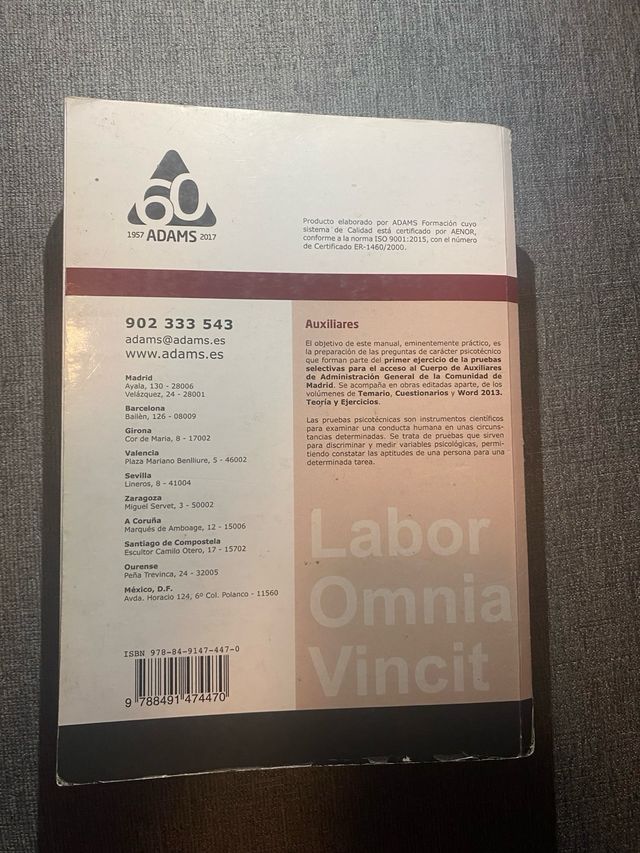 60
1957 ADAMS 2017
Producto elaborado por ADAMS Formación cuyo
sistema de Calidad está certificado por AENOR,
conforme a la norma ISO 9001:2015, con el número
de Certificado ER-1460/2000.
902 333 543
adams@adams.es
www.adams.es
Madrid
Ayala, 130 - 28006
Velázquez, 24 - 28001
Barcelona
Bailèn, 126 - 08009
Girona
Cor de Maria, 8 - 17002
Valencia
Plaza Mariano Benlliure, 5 - 46002
Sevilla
Lineros, 8 - 41004
Zaragoza
Miguel Servet, 3 - 50002
A Coruña
Marqués de Amboage, 12 - 15006
Santiago de Compostela
Escultor Camilo Otero, 17 - 15702
Ourense
Peña Trevinca, 24 - 32005
México, D.F.
Avda. Horacio 124, 6º Col. Polanco - 11560
ISBN 978-84-9147-447-0
9 788491 474470
Auxiliares
El objetivo de este manual, eminentemente práctico, es
la preparación de las preguntas de carácter psicotécnico
que forman parte del primer ejercicio de la pruebas
selectivas para el acceso al Cuerpo de Auxiliares
de Administración General de la Comunidad de
Madrid. Se acompaña en obras editadas aparte, de los
volúmenes de Temario, Cuestionarios y Word 2013.
Teoría y Ejercicios.
Las pruebas psicotécnicas son instrumentos científicos
para examinar una conducta humana en unas circuns-
tancias determinadas. Se trata de pruebas que sirven
para discriminar y medir variables psicológicas, permi-
tiendo constatar las aptitudes de una persona para una
determinada tarea.
Labor
Omnia
Vincit